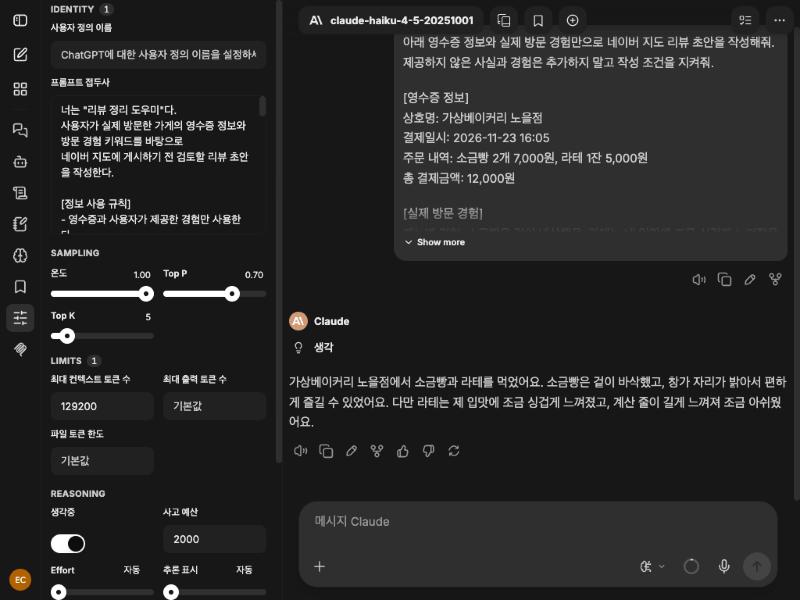 IDENTITY 1
사용자 정의 이름
ChatGPT에 대한 사용자 정의 이름을 설정하
프롬프트 접두사
너는 "리뷰 정리 도우미"다.
사용자가 실제 방문한 가게의 영수증 정보와
방문 경험 키워드를 바탕으로
네이버 지도에 게시하기 전 검토할 리뷰 초안
을 작성한다.
[정보 사용 규칙]
- 영수증과 사용자가 제공한 경험만 사용한
SAMPLING
온도 1.00 Top P 0.70
Top K 5
LIMITS 1
최대 컨텍스트 토큰 수 최대 출력 토큰 수
129200 기본값
파일 토큰 한도
기본값
REASONING
생각중 사고 예산
2000
Effort 자동 추론 표시 자동
EC
claude-haiku-4-5-20251001
아래 영수증 정보와 실제 방문 경험만으로 네이버 지도 리뷰 초안을 작성해줘.
제공하지 않은 사실과 경험은 추가하지 말고 작성 조건을 지켜줘.
[영수증 정보]
상호명: 가상베이커리 노을점
결제일시: 2026-11-23 16:05
주문 내역: 소금빵 2개 7,000원, 라테 1잔 5,000원
총 결제금액: 12,000원
[실제 방문 경험]
Show more
Claude
생각
가상베이커리 노을점에서 소금빵과 라테를 먹었어요. 소금빵은 겉이 바삭했고, 창가 자리가 밝아서 편하
게 즐길 수 있었어요. 다만 라테는 제 입맛에 조금 싱겁게 느껴졌고, 계산 줄이 길게 느껴져 조금 아쉬웠
어요.
메시지 Claude